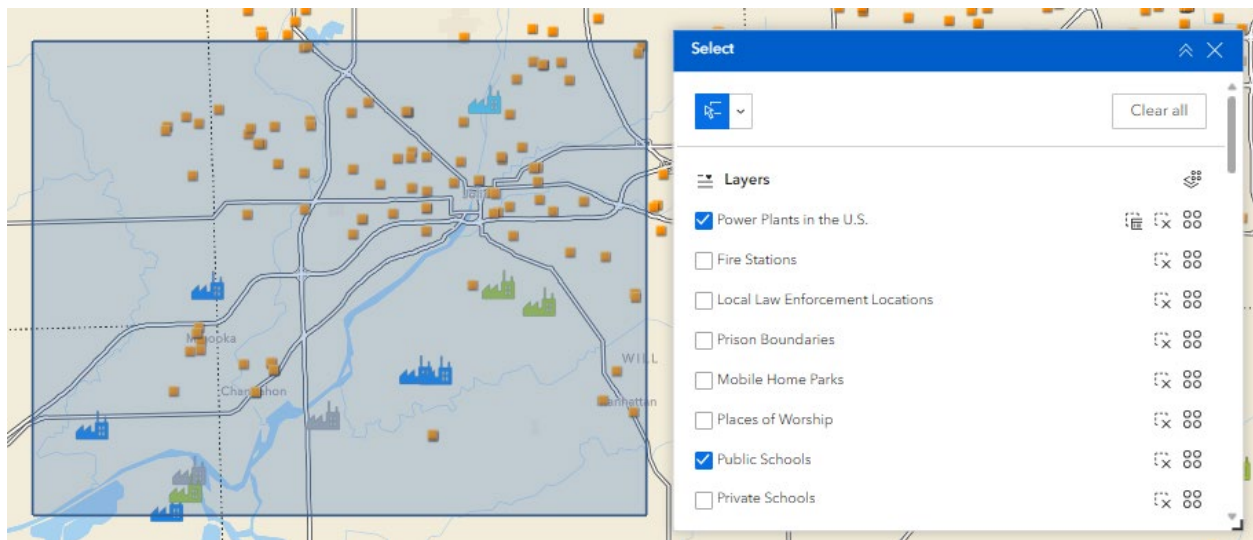 Select
Clear all
Layers
Power Plants in the U.S.
Fire Stations
Local Law Enforcement Locations
Prison Boundaries
Mobile Home Parks
Places of Worship
Public Schools
Private Schools
WILL